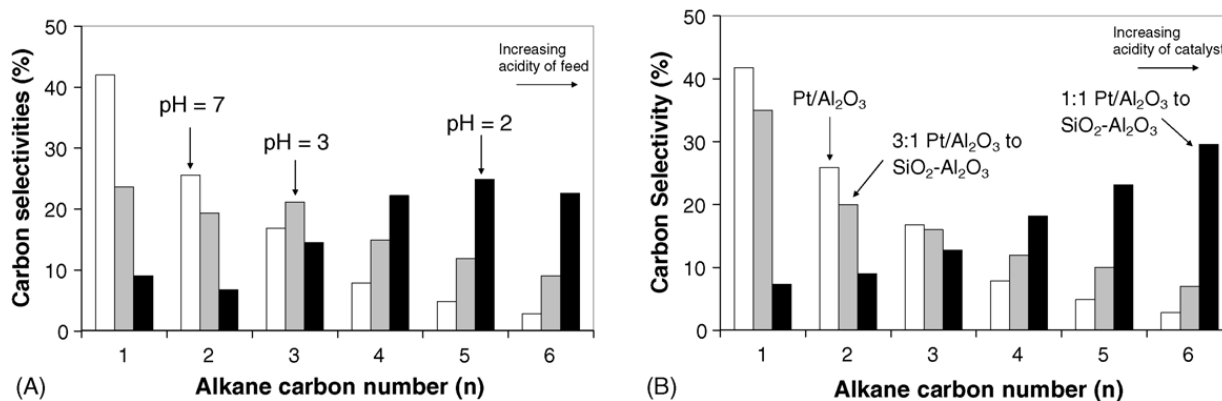 50
40
30
20
10
0
Carbon selectivities (%)
Increasing
acidity of feed
pH = 7
pH = 3
pH = 2
1 2 3 4 5 6
(A)
Alkane carbon number (n)
50
40
30
20
10
0
Carbon Selectivity (%)
Increasing
acidity of catalyst
Pt/Al₂O₃
3:1 Pt/Al₂O₃ to
SiO₂-Al₂O₃
1:1 Pt/Al₂O₃ to
SiO₂-Al₂O₃
1 2 3 4 5 6
(B)
Alkane carbon number (n)